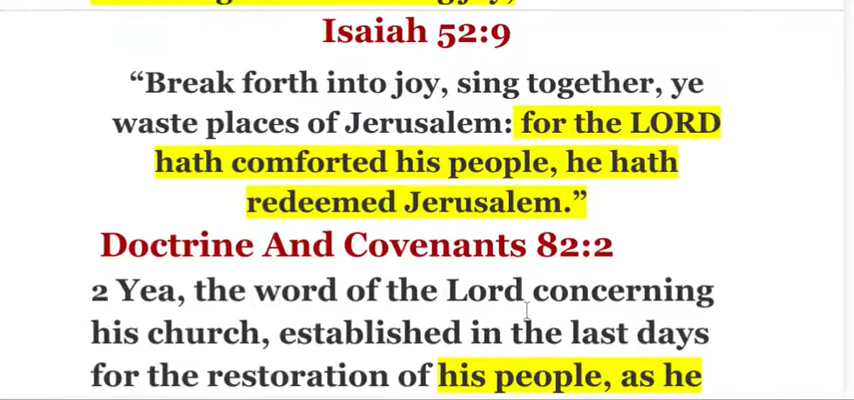 Isaiah 52:9
“Break forth into joy, sing together, ye
waste places of Jerusalem: for the LORD
hath comforted his people, he hath
redeemed Jerusalem.”
Doctrine And Covenants 82:2
2 Yea, the word of the Lord concerning
his church, established in the last days
for the restoration of his people, as he